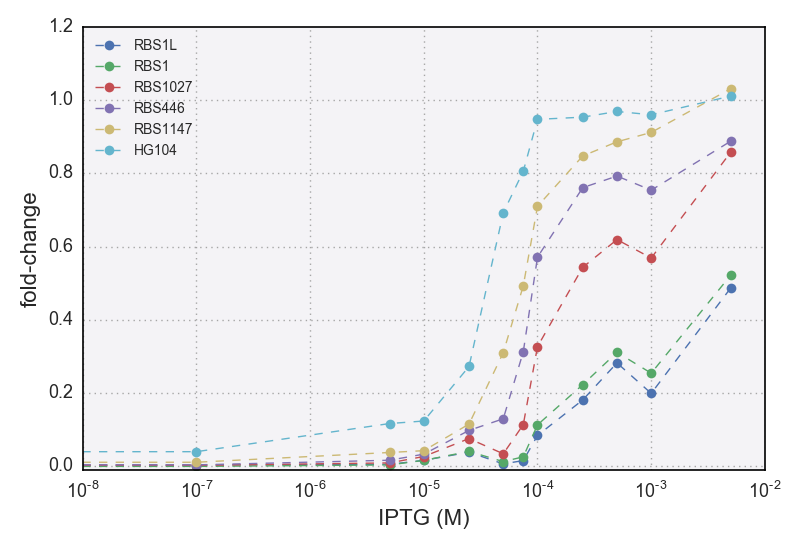 1.2
1.0
0.8
0.6
0.4
0.2
0.0
fold-change
RBS1L
RBS1
RBS1027
RBS446
RBS1147
HG104
10⁻⁸ 10⁻⁷ 10⁻⁶ 10⁻⁵ 10⁻⁴ 10⁻³ 10⁻²
IPTG (M)